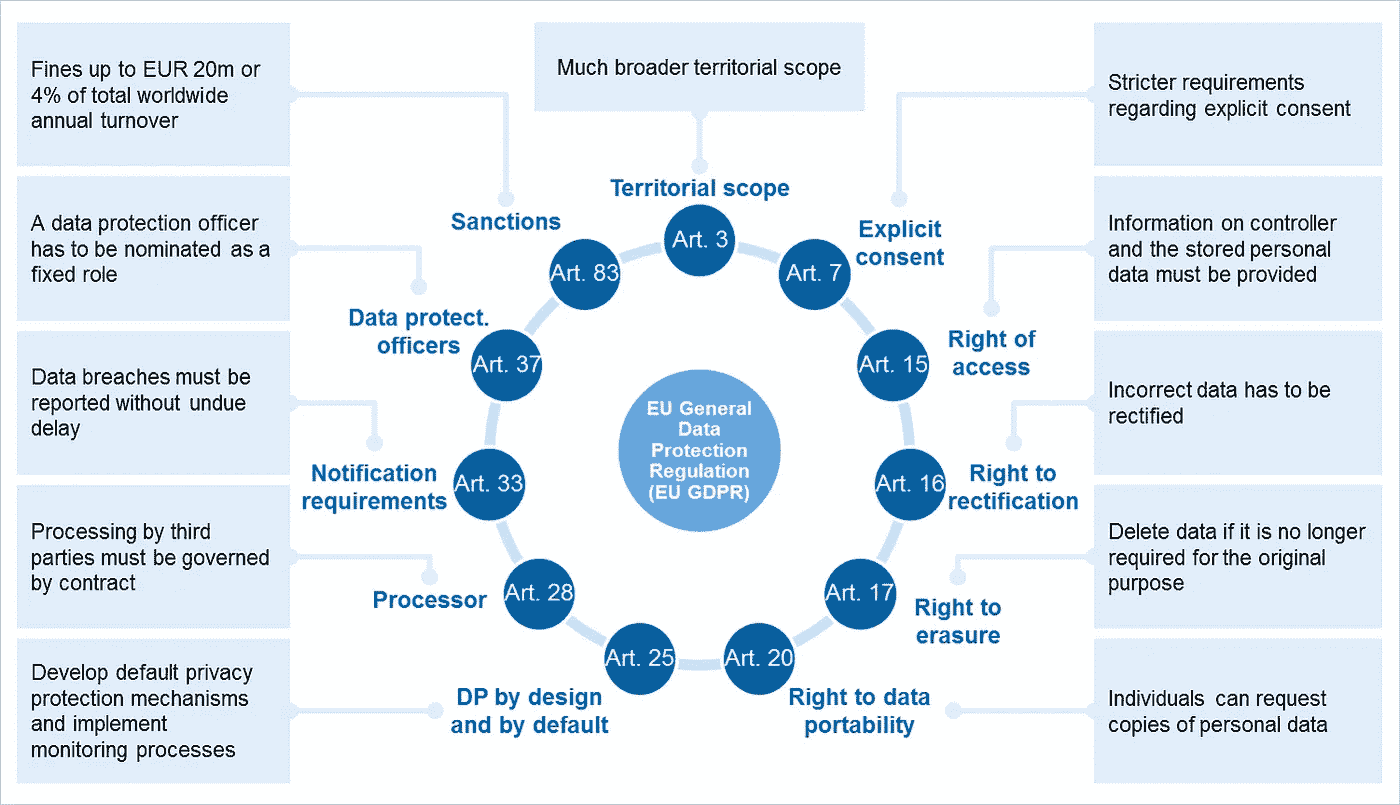 Fines up to EUR 20m or
4% of total worldwide
annual turnover
Much broader territorial scope
Stricter requirements
regarding explicit consent
A data protection officer
has to be nominated as a
fixed role
Information on controller
and the stored personal
data must be provided
Data breaches must be
reported without undue
delay
Incorrect data has to be
rectified
Processing by third
parties must be governed
by contract
Delete data if it is no longer
required for the original
purpose
Develop default privacy
protection mechanisms
and implement
monitoring processes
Individuals can request
copies of personal data
Territorial scope
Art. 3
Explicit
consent
Art. 7
Right of
access
Art. 15
Right to
rectification
Art. 16
Right to
erasure
Art. 17
Right to data
portability
Art. 20
DP by design
and by default
Art. 25
Processor
Art. 28
Notification
requirements
Art. 33
Data protect.
officers
Art. 37
Sanctions
Art. 83
EU General
Data
Protection
Regulation
(EU GDPR)